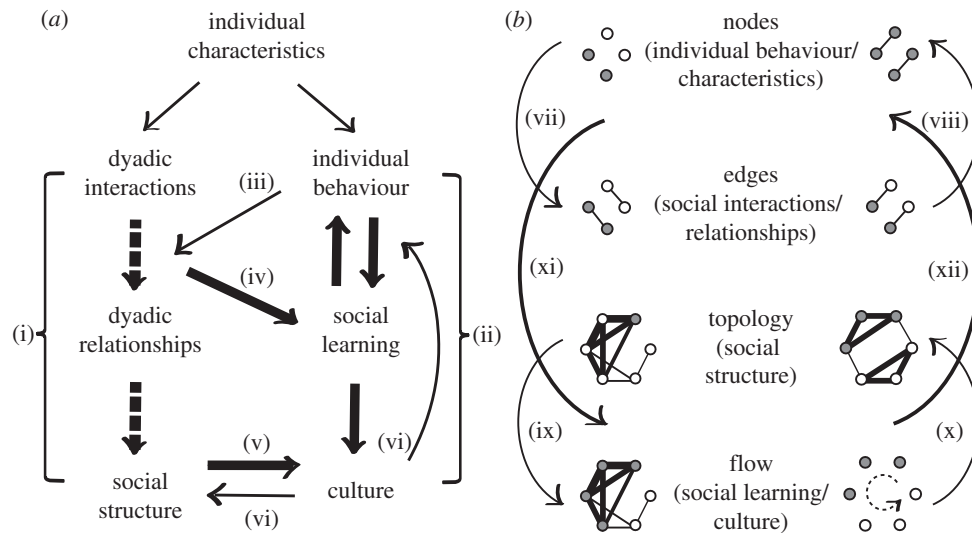 (a)
individual
characteristics
dyadic
interactions
individual
behaviour
(iii)
(iv)
(i)
dyadic
relationships
social
learning
(ii)
(v)
(vi)
social
structure
culture
(vi)
(b)
nodes
(individual behaviour/
characteristics)
(vii)
(viii)
edges
(social interactions/
relationships)
(xi)
(xii)
topology
(social
structure)
(ix)
(x)
flow
(social learning/
culture)